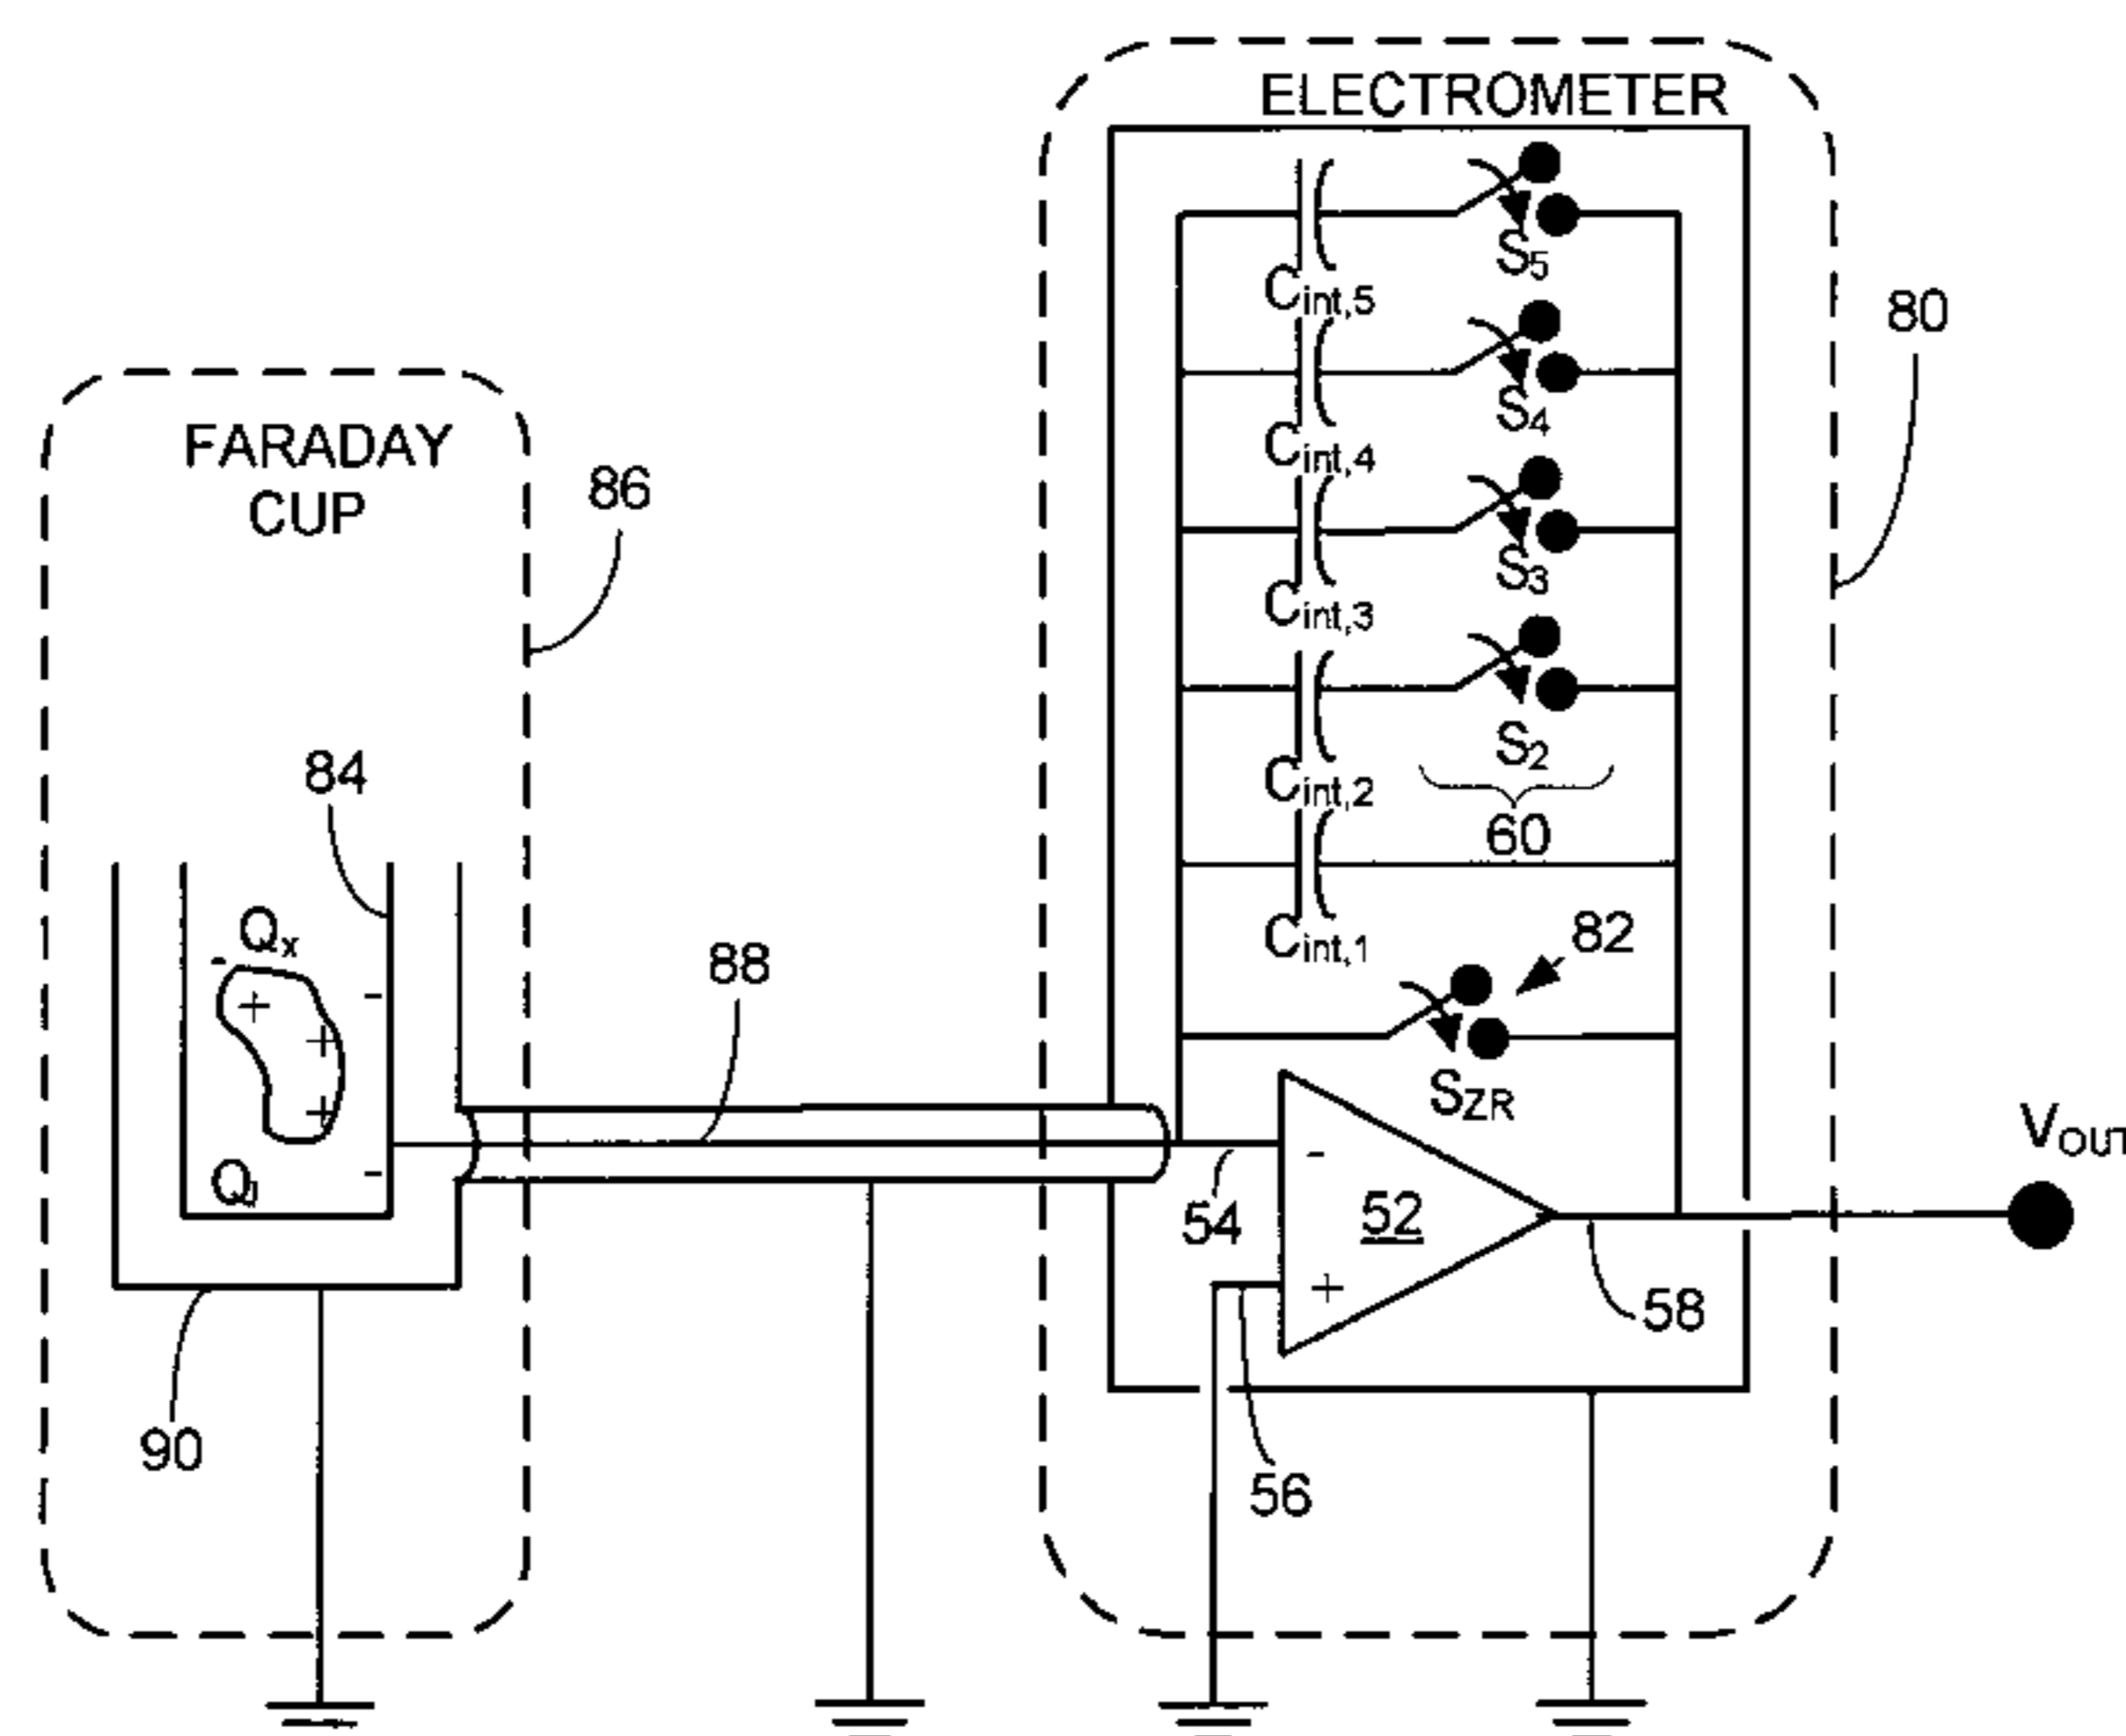 ELECTROMETER
S5
Cint,5
80
S4
Cint,4
FARADAY
CUP
86
S3
Cint,3
S2
Cint,2
60
84
Qx
-
+
+
+
-
-
QI
88
Cint,1
82
SZR
VOUT
-
54
52
+
58
56
90